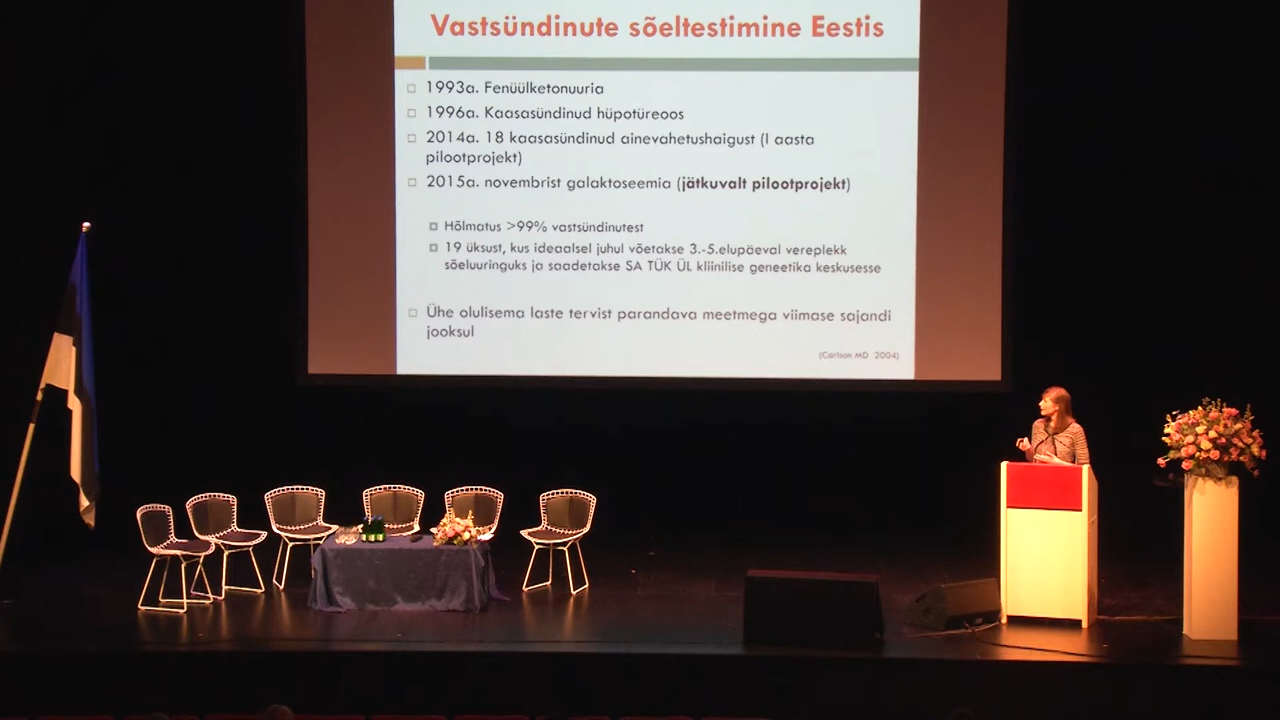 Vastsündinute sõeltestimine Eestis
1993a. Fenüülketonuuria
1996a. Kaasasündinud hüpotüreoos
2014a. 18 kaasasündinud ainevahetushaigust (I aasta
pilootprojekt)
2015a. novembrist galaktoseemia (jätkuvalt pilootprojekt)
Hõlmatus >99% vastsündinutest
19 üksust, kus ideaalsel juhul võetakse 3.-5.elupäeval vereplekk
sõeluuringuks ja saadetakse SA TÜK ÜL kliinilise geneetika keskusesse
Ühe olulisema laste tervist parandava meetmega viimase sajandi
jooksul
(Carlson MD 2004)